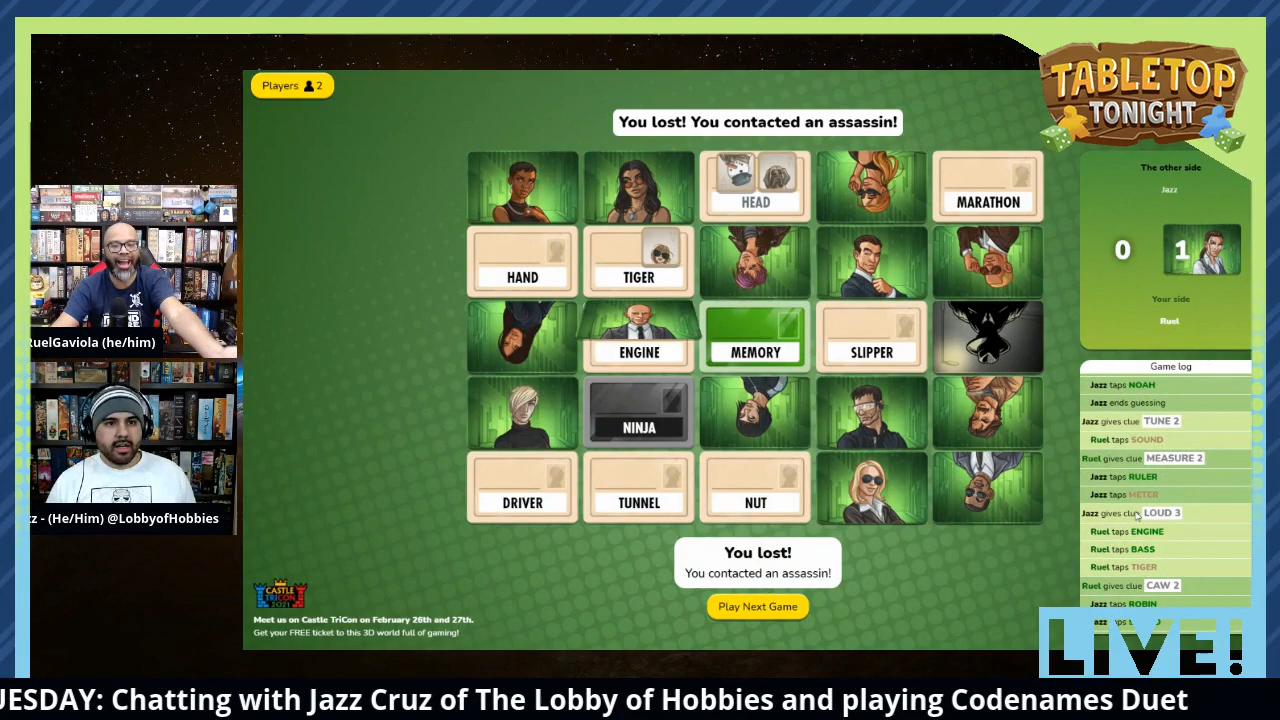 Players 2
You lost! You contacted an assassin!
TABLETOP
TONIGHT
HEAD
MARATHON
HAND
TIGER
ENGINE
MEMORY
SLIPPER
NINJA
DRIVER
TUNNEL
NUT
The other side
Jazz
0 1
Your side
Ruel
Game log
Jazz taps NOAH
Jazz ends guessing
Jazz gives clue TUNE 2
Ruel taps SOUND
Ruel gives clue MEASURE 2
Jazz taps RULER
Jazz taps METER
Jazz gives clue LOUD 3
Ruel taps ENGINE
Ruel taps BASS
Ruel taps TIGER
Ruel gives clue CAW 2
Jazz taps ROBIN
RuelGaviola (he/him)
zz - (He/Him) @LobbyofHobbies
You lost!
You contacted an assassin!
Play Next Game
CASTLE
TRICON
2021
Meet us on Castle TriCon on February 26th and 27th.
Get your FREE ticket to this 3D world full of gaming!
LIVE!
UESDAY: Chatting with Jazz Cruz of The Lobby of Hobbies and playing Codenames Duet